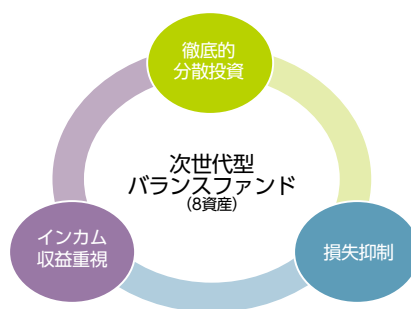 徹底的
分散投資
次世代型
バランスファンド
(8資産)
インカム
収益重視
損失抑制